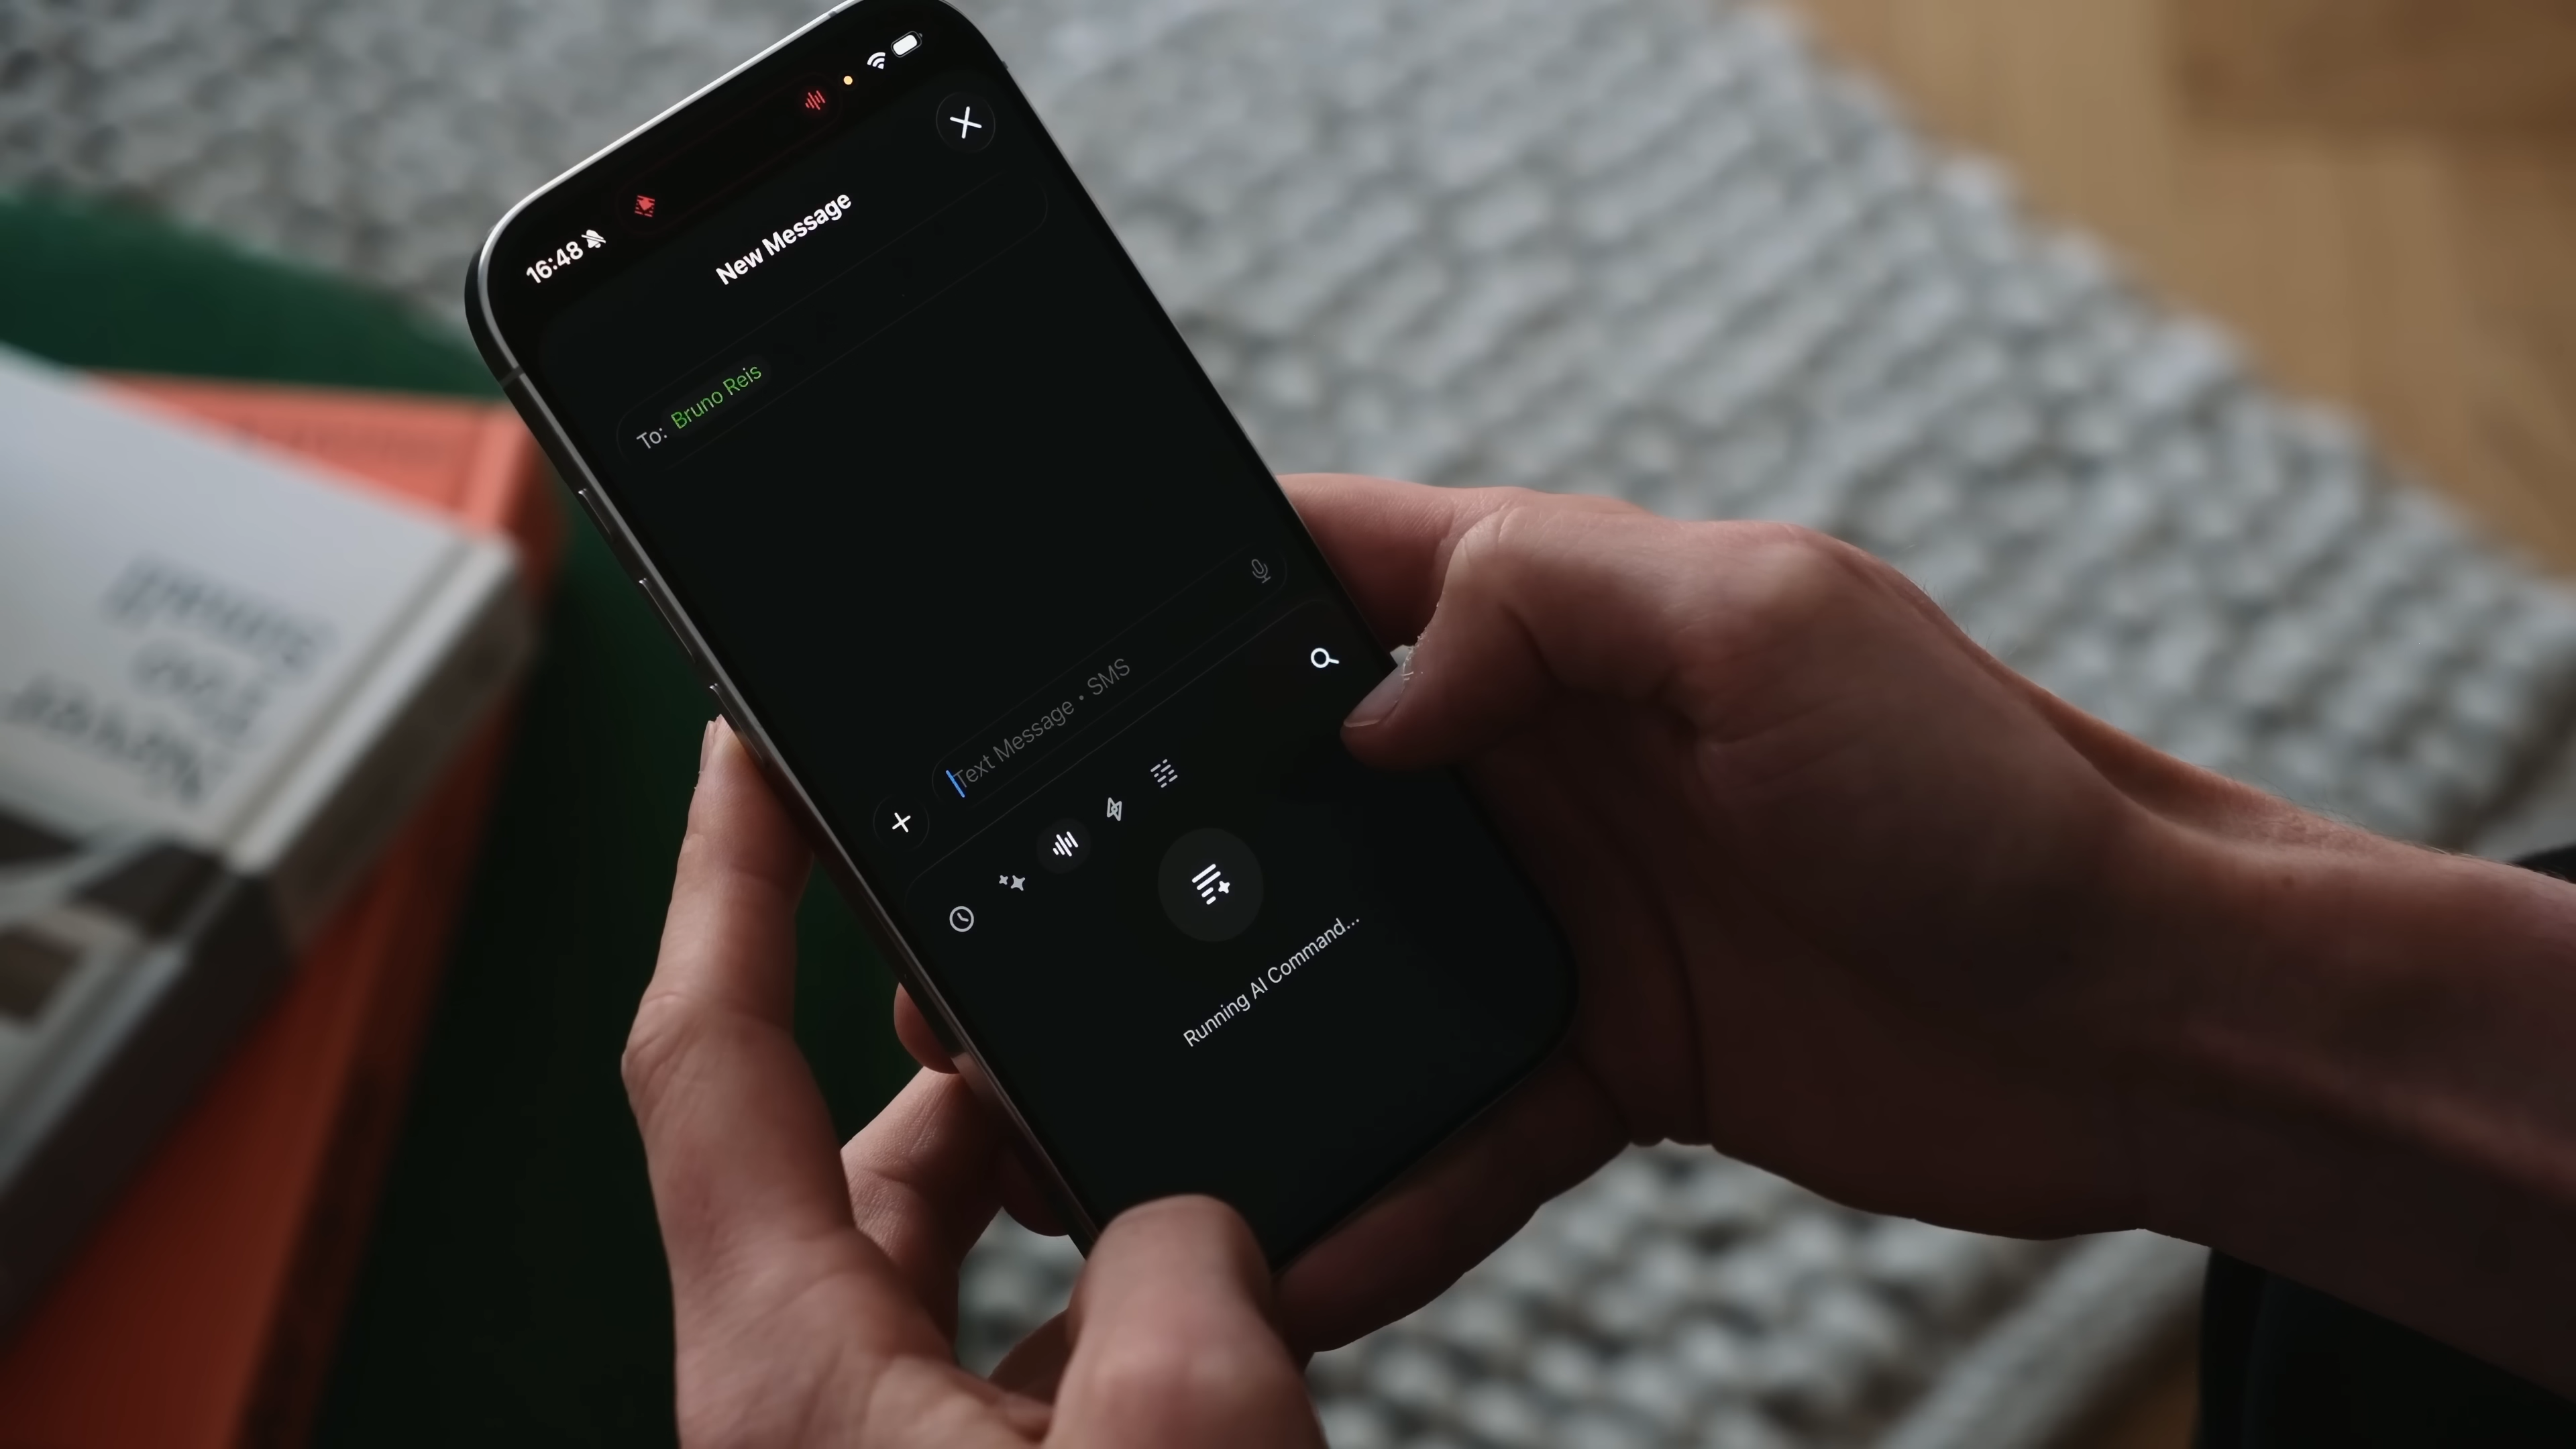 16:48
New Message
To: Bruno Reis
Text Message • SMS
Running AI Command...